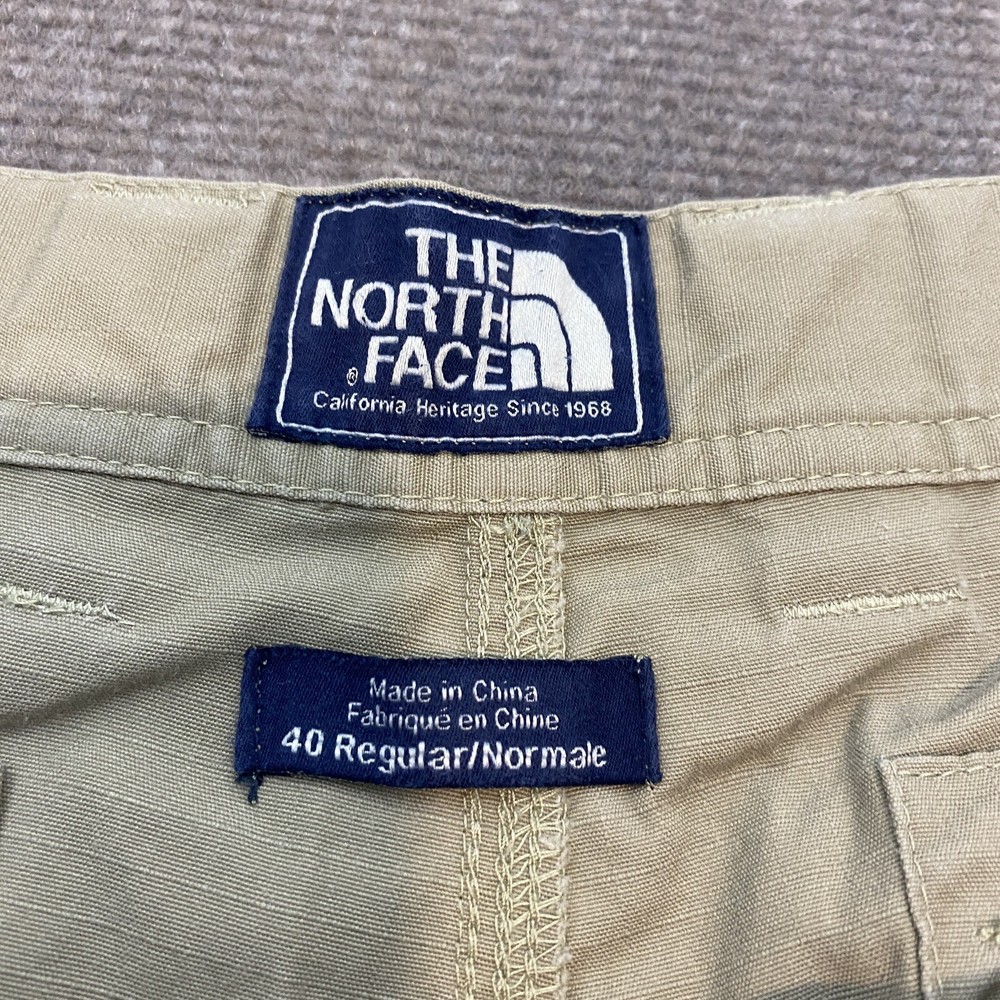 THE
NORTH
FACE
®
California Heritage Since 1968
Made in China
Fabriqué en Chine
40 Regular/Normale